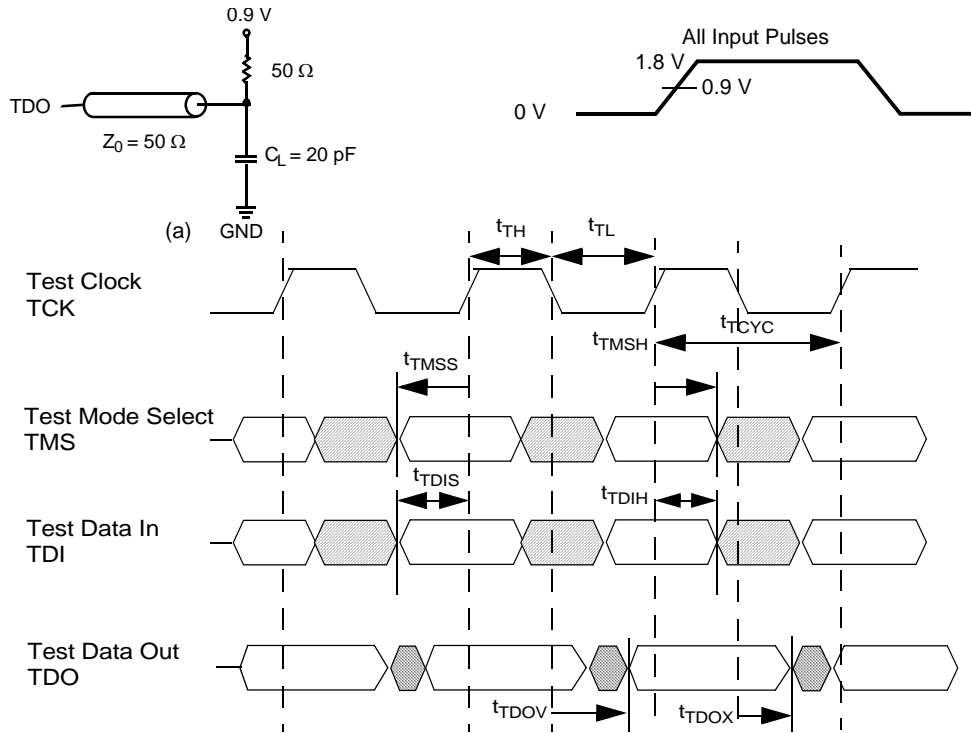 0.9 V
50 Ω
TDO
Z0 = 50 Ω
CL = 20 pF
(a)
GND
All Input Pulses
1.8 V
0.9 V
0 V
tTH
tTL
Test Clock
TCK
tTMSH
tTCYC
tTMSS
Test Mode Select
TMS
tTDIS
tTDIH
Test Data In
TDI
Test Data Out
TDO
tTDOV
tTDOX